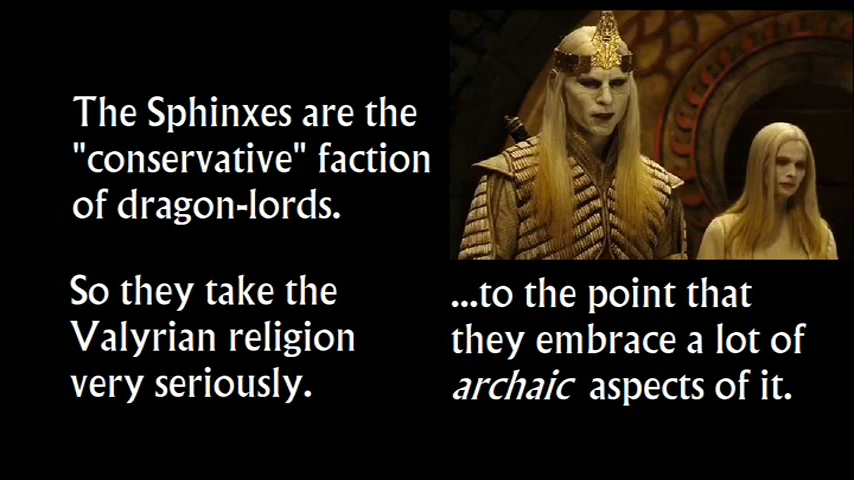 The Sphinxes are the
"conservative" faction
of dragon-lords.
So they take the
Valyrian religion
very seriously.
...to the point that
they embrace a lot of
archaic aspects of it.